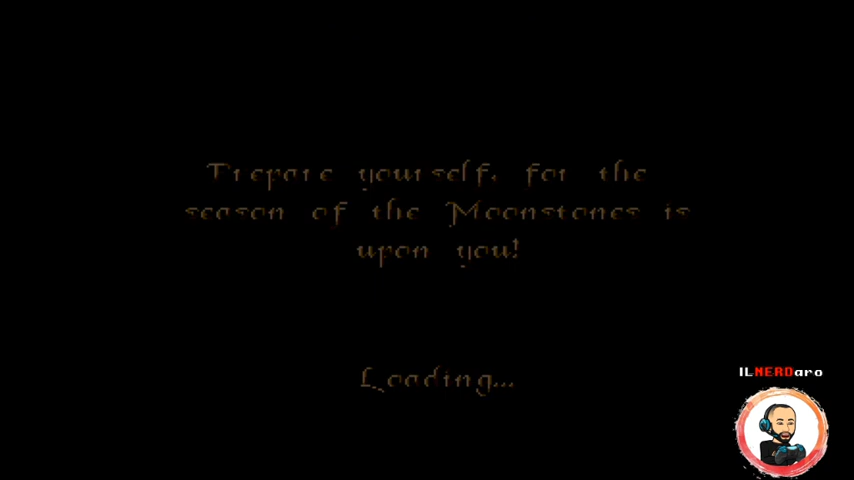 Prepare yourself, for the
season of the Moonstones is
upon you!
Loading...
ILNERDaro